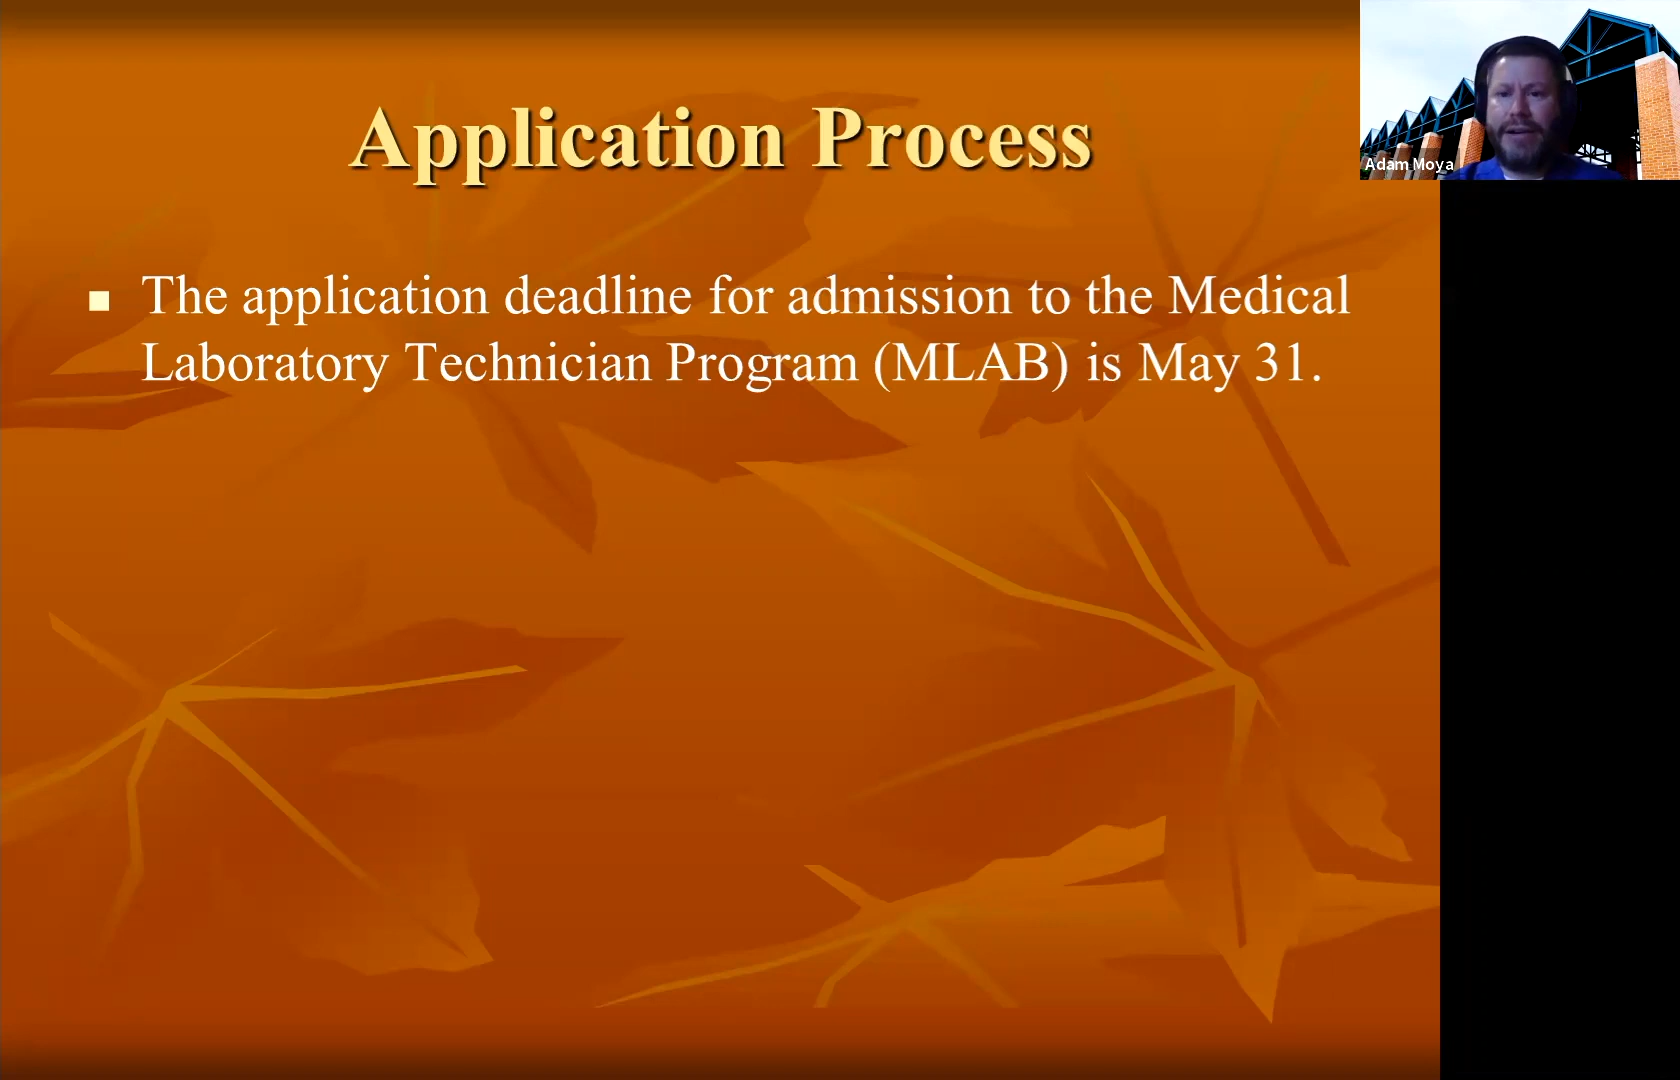 Application Process
The application deadline for admission to the Medical
Laboratory Technician Program (MLAB) is May 31.
Adam Moya